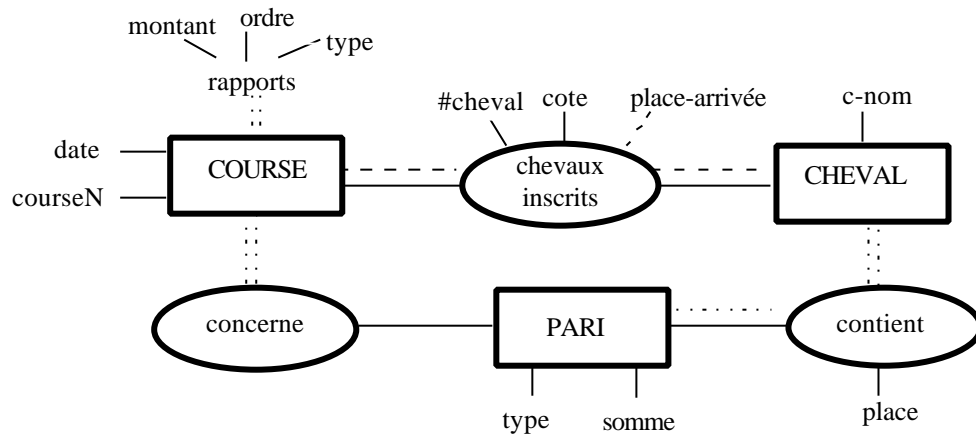 montant
ordre
type
rapports
#cheval
cote
place-arrivée
c-nom
date
COURSE
chevaux
inscrits
CHEVAL
courseN
concerne
PARI
contient
type
somme
place